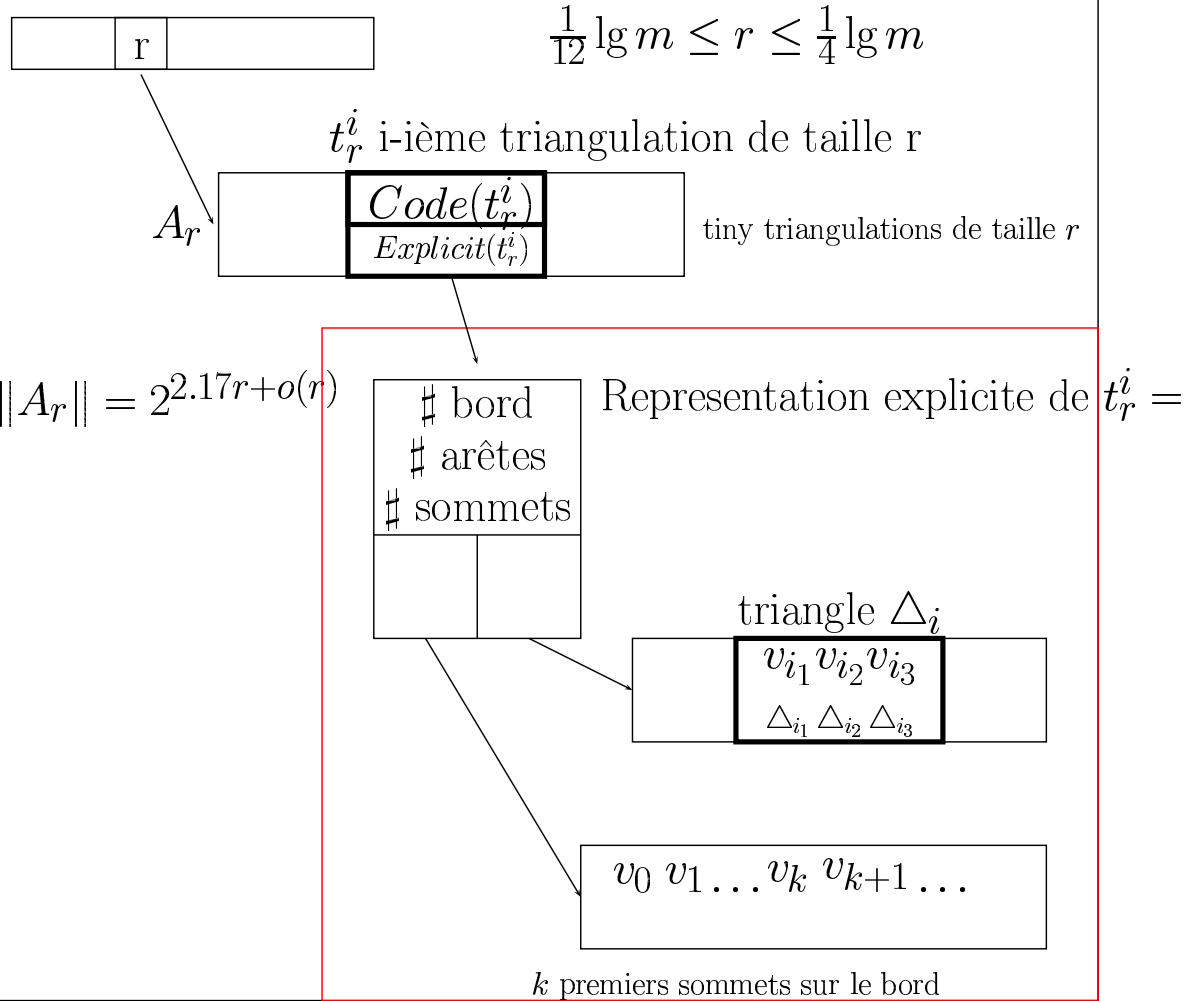 r
1/12 lg m ≤ r ≤ 1/4 lg m
t_r^i i-ième triangulation de taille r
Code(t_r^i)
A_r
Explicit(t_r^i)
tiny triangulations de taille r
||A_r|| = 2^{2.17r+o(r)}
♯ bord
Representation explicite de t_r^i =
♯ arêtes
♯ sommets
triangle △_i
v_{i_1} v_{i_2} v_{i_3}
△_{i_1} △_{i_2} △_{i_3}
v_0 v_1 ... v_k v_{k+1} ...
k premiers sommets sur le bord